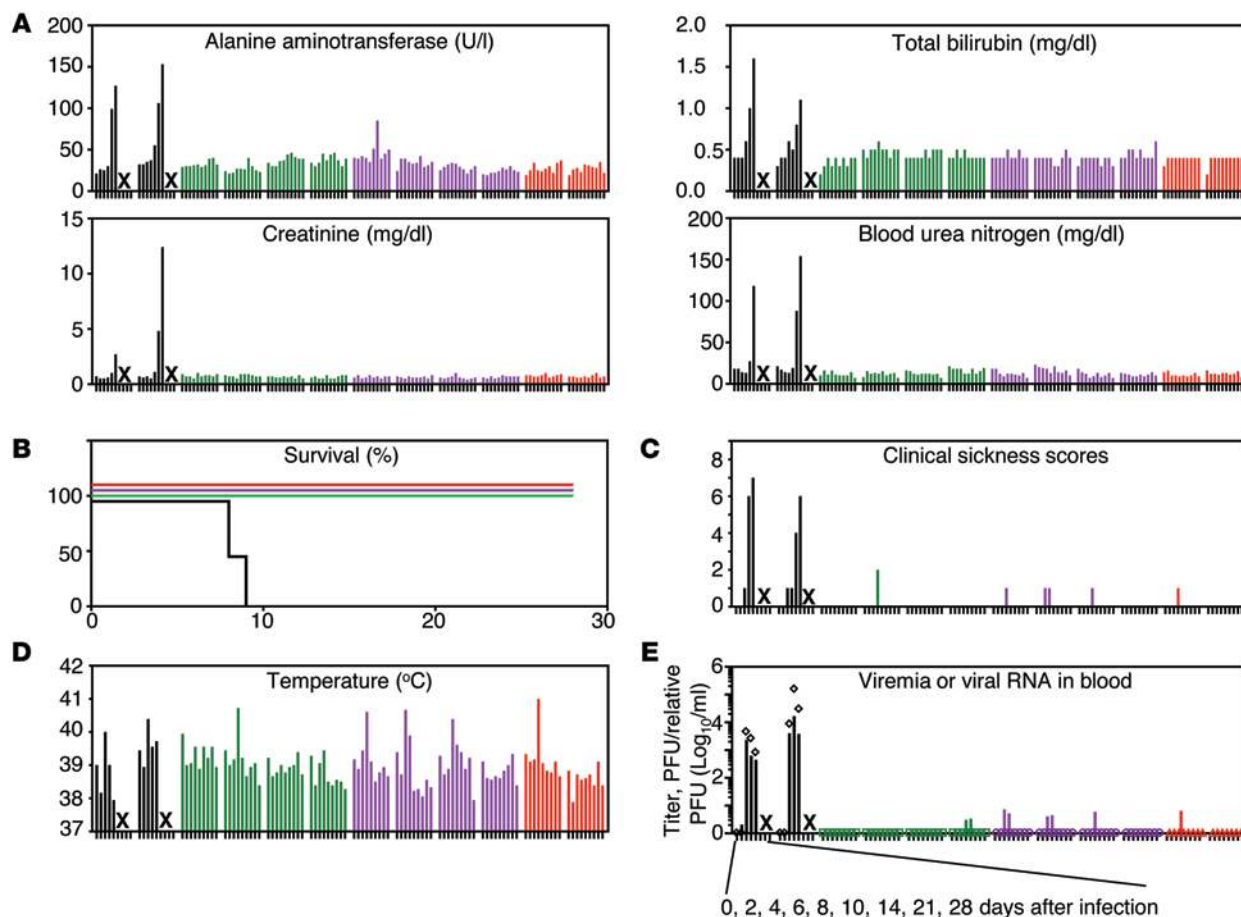 A
Alanine aminotransferase (U/l)
200
150
100
50
0
X X
Total bilirubin (mg/dl)
2.0
1.5
1.0
0.5
0.0
X X
Creatinine (mg/dl)
15
10
5
0
X X
Blood urea nitrogen (mg/dl)
200
150
100
50
0
X X
B
Survival (%)
100
50
0
0 10 20 30
C
Clinical sickness scores
8
6
4
2
0
X X
D
Temperature (ºC)
42
41
40
39
38
37
X X
E
Viremia or viral RNA in blood
Titer, PFU/relative
PFU (Log10/ml)
6
4
2
0
X X
0, 2, 4, 6, 8, 10, 14, 21, 28 days after infection